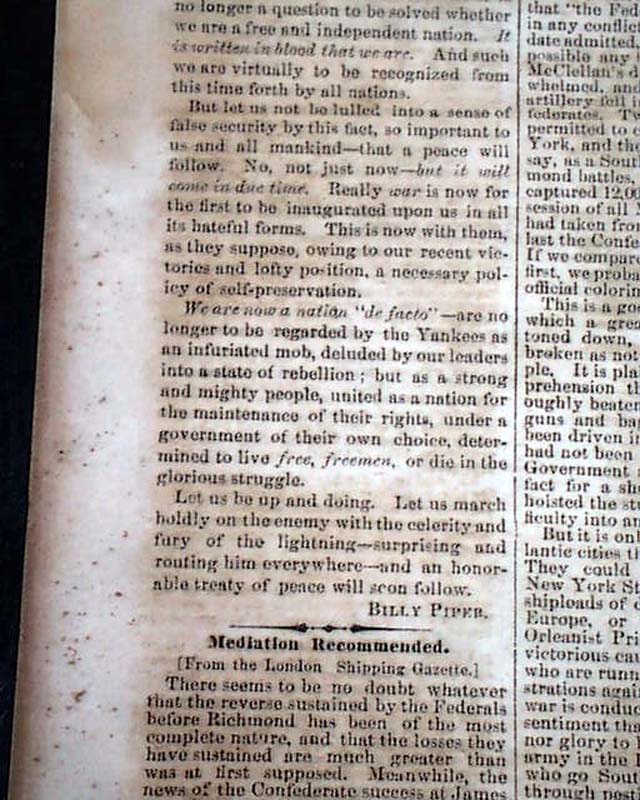 no longer a question to be solved whether
we are a free and independent nation. It
is written in blood that we are. And such
we are virtually to be recognized from
this time forth by all nations.
But let us not be lulled into a sense of
false security by this fact, so important to
us and all mankind—that a peace will
follow. No, not just now—but it will
come in due time. Really war is now for
the first to be inaugurated upon us in all
its hateful forms. This is now with them,
as they suppose, owing to our recent vic-
tories and lofty position, a necessary pol-
icy of self-preservation.
We are now a nation "de facto"—are no
longer to be regarded by the Yankees as
an infuriated mob, deluded by our leaders
into a state of rebellion; but as a strong
and mighty people, united as a nation for
the maintenance of their rights, under a
government of their own choice, deter-
mined to live free, freemen, or die in the
glorious struggle.
Let us be up and doing. Let us march
boldly on the enemy with the celerity and
fury of the lightning—surprising and
routing him everywhere—and an honor-
able treaty of peace will soon follow.
BILLY PIPER.
Mediation Recommended.
[From the London Shipping Gazette.]
There seems to be no doubt whatever
that the reverse sustained by the Federals
before Richmond has been of the most
complete nature, and that the losses they
have sustained are much greater than
was at first supposed. Meanwhile, the
news of the Confederate success at James
that "the Fed
in any conflic
date admitted.
possible any
McClellan's
whelmed, and
artillery fell i
federates. Tw
permitted to
York, and the
say, as a Sout
mond battles,
captured 12,00
session of all
had taken fro
last the Confe
If we compar
first, we proba
official colorin
This is a go
which a grea
toned down,
broken as not
ple. It is pla
prehension th
oughly beate
guns and ba
been driven i
had not been
Government
fact for a sh
hoisted the st
ficulty into a
But it is onl
lantic cities t
They could
New York St
shiploads of
Europe, or
Orleanist Pri
victorious ca
who are runn
strations agai
war is conduc
sentiment tha
nor glory to
army in the
who go Sout
through post